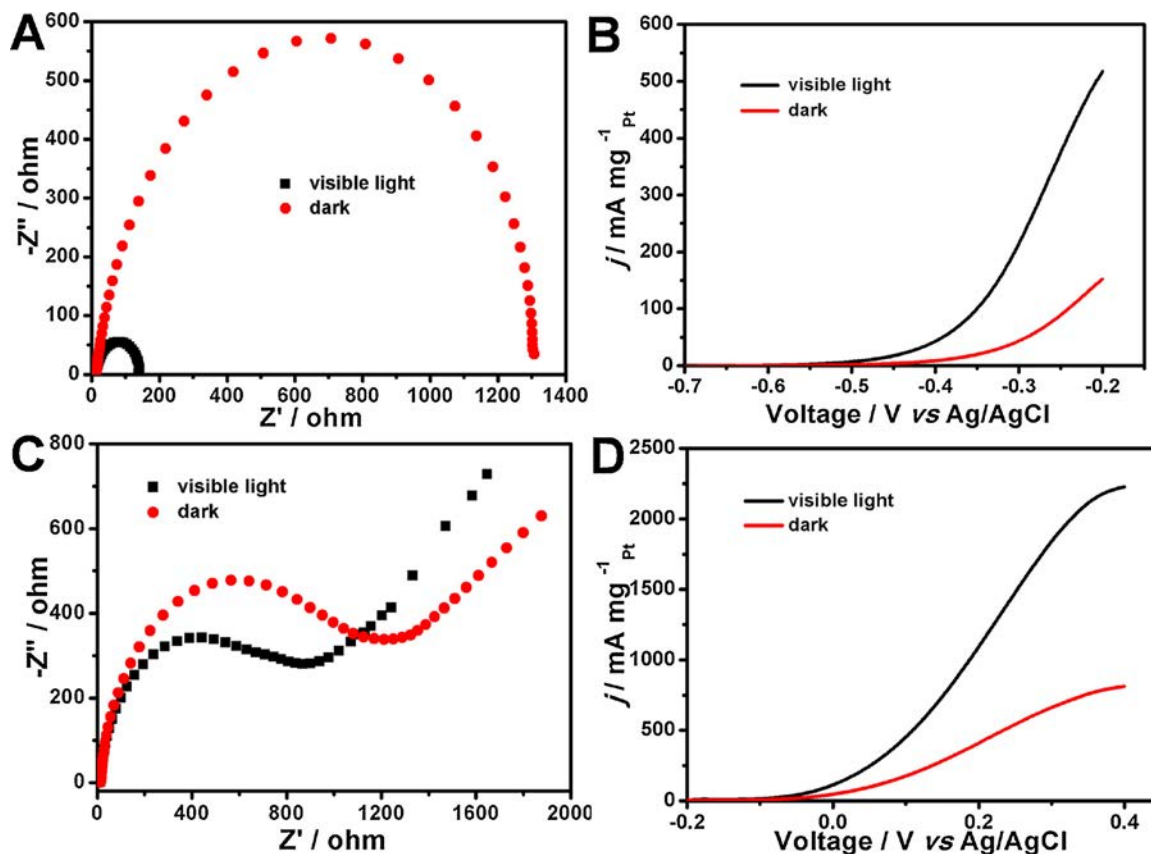 A
600
500
400
300
200
100
0
-Z" / ohm
visible light
dark
0 200 400 600 800 1000 1200 1400
Z' / ohm
B
600
500
400
300
200
100
0
j / mA mg⁻¹Pt
visible light
dark
-0.7 -0.6 -0.5 -0.4 -0.3 -0.2
Voltage / V vs Ag/AgCl
C
800
600
400
200
0
-Z" / ohm
visible light
dark
0 400 800 1200 1600 2000
Z' / ohm
D
2500
2000
1500
1000
500
0
j / mA mg⁻¹Pt
visible light
dark
-0.2 0.0 0.2 0.4
Voltage / V vs Ag/AgCl